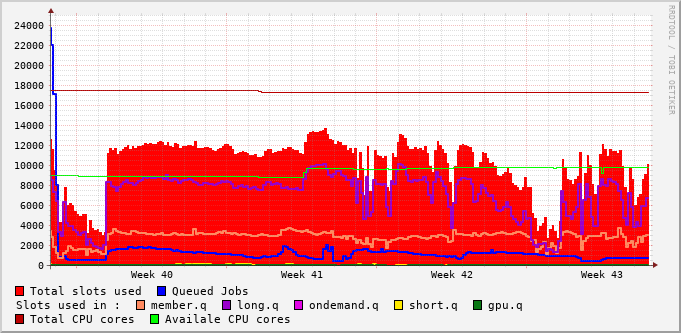 RRDTOOL / TOBI OETIKER
24000
22000
20000
18000
16000
14000
12000
10000
8000
6000
4000
2000
0
Week 40 Week 41 Week 42 Week 43
Total slots used Queued Jobs
Slots used in : member.q long.q ondemand.q short.q gpu.q
Total CPU cores Availale CPU cores